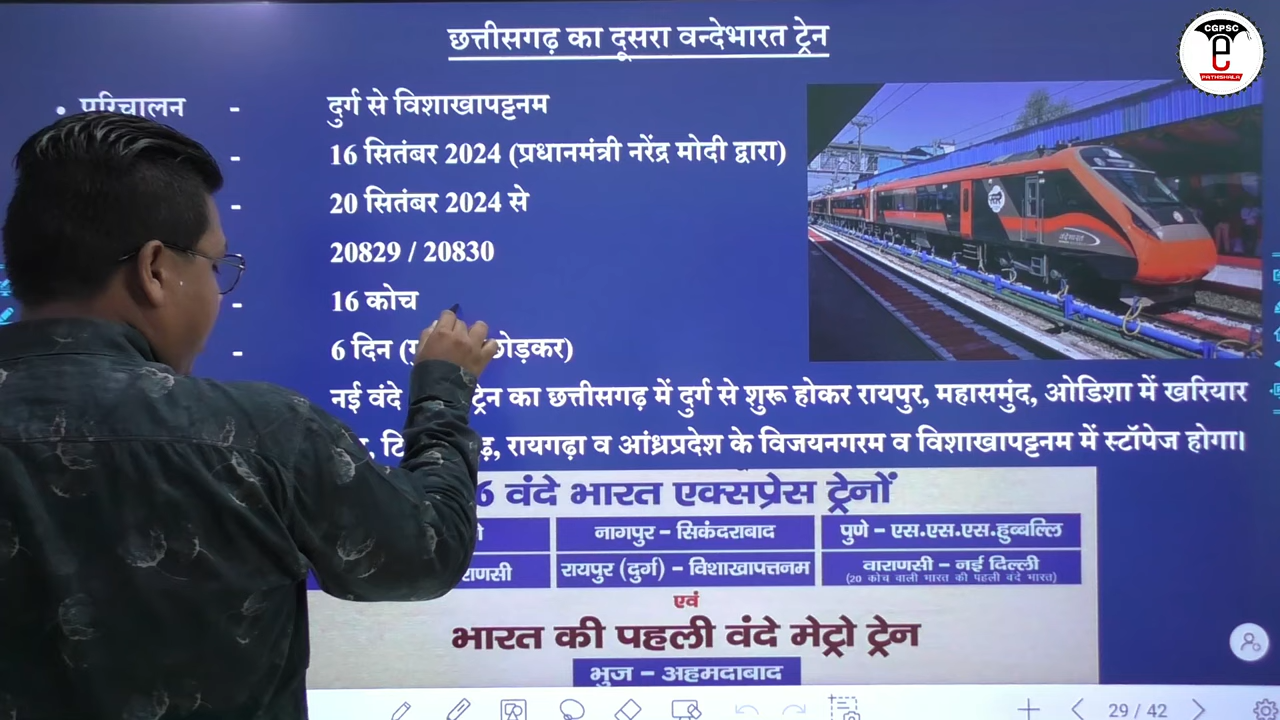 छत्तीसगढ़ का दूसरा वन्देभारत ट्रेन
CGPSC
e
PATHSHALA
• परिचालन - दुर्ग से विशाखापट्टनम
- 16 सितंबर 2024 (प्रधानमंत्री नरेंद्र मोदी द्वारा)
- 20 सितंबर 2024 से
20829 / 20830
- 16 कोच
- 6 दिन ( छोड़कर)
नई वंदे ट्रेन का छत्तीसगढ़ में दुर्ग से शुरू होकर रायपुर, महासमुंद, ओडिशा में खरियार
, रायगढ़ा व आंध्रप्रदेश के विजयनगरम व विशाखापट्टनम में स्टॉपेज होगा।
6 वंदे भारत एक्सप्रेस ट्रेनों
नागपुर – सिकंदराबाद पुणे – एस.एस.एस.हुब्बल्लि
रायपुर (दुर्ग) – विशाखापत्तनम वाराणसी – नई दिल्ली
(20 कोच वाली भारत की पहली वंदे भारत)
एवं
भारत की पहली वंदे मेट्रो ट्रेन
भुज – अहमदाबाद
29 / 42